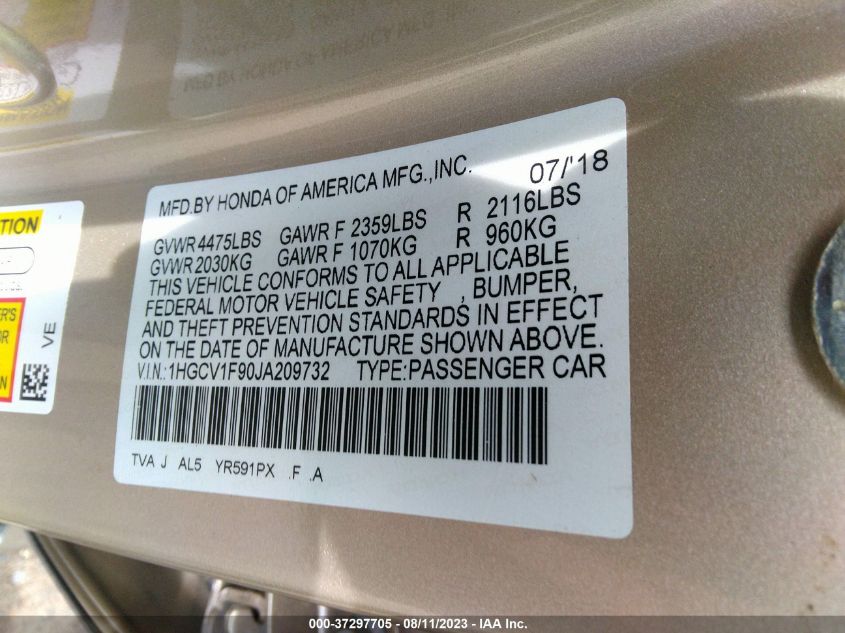 MFD.BY HONDA OF AMERICA MFG.,INC. 07/'18
GVWR 4475LBS GAWR F 2359LBS R 2116LBS
GVWR 2030KG GAWR F 1070KG R 960KG
THIS VEHICLE CONFORMS TO ALL APPLICABLE
FEDERAL MOTOR VEHICLE SAFETY , BUMPER,
AND THEFT PREVENTION STANDARDS IN EFFECT
ON THE DATE OF MANUFACTURE SHOWN ABOVE.
V.I.N.:1HGCV1F90JA209732 TYPE:PASSENGER CAR
TVA J AL5 YR591PX .F .A
VE
000-37297705 - 08/11/2023 - IAA Inc.